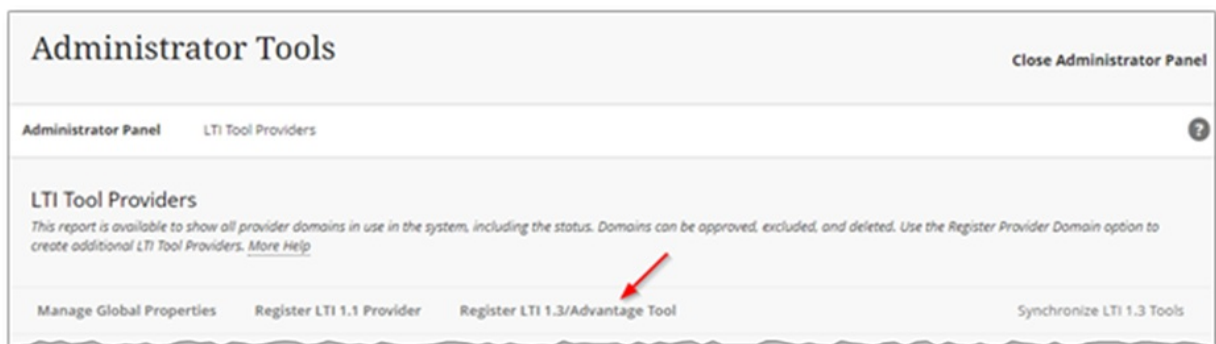 Administrator Tools
Close Administrator Panel
Administrator Panel LTI Tool Providers ?
LTI Tool Providers
This report is available to show all provider domains in use in the system, including the status. Domains can be approved, excluded, and deleted. Use the Register Provider Domain option to
create additional LTI Tool Providers. More Help
Manage Global Properties Register LTI 1.1 Provider Register LTI 1.3/Advantage Tool Synchronize LTI 1.3 Tools